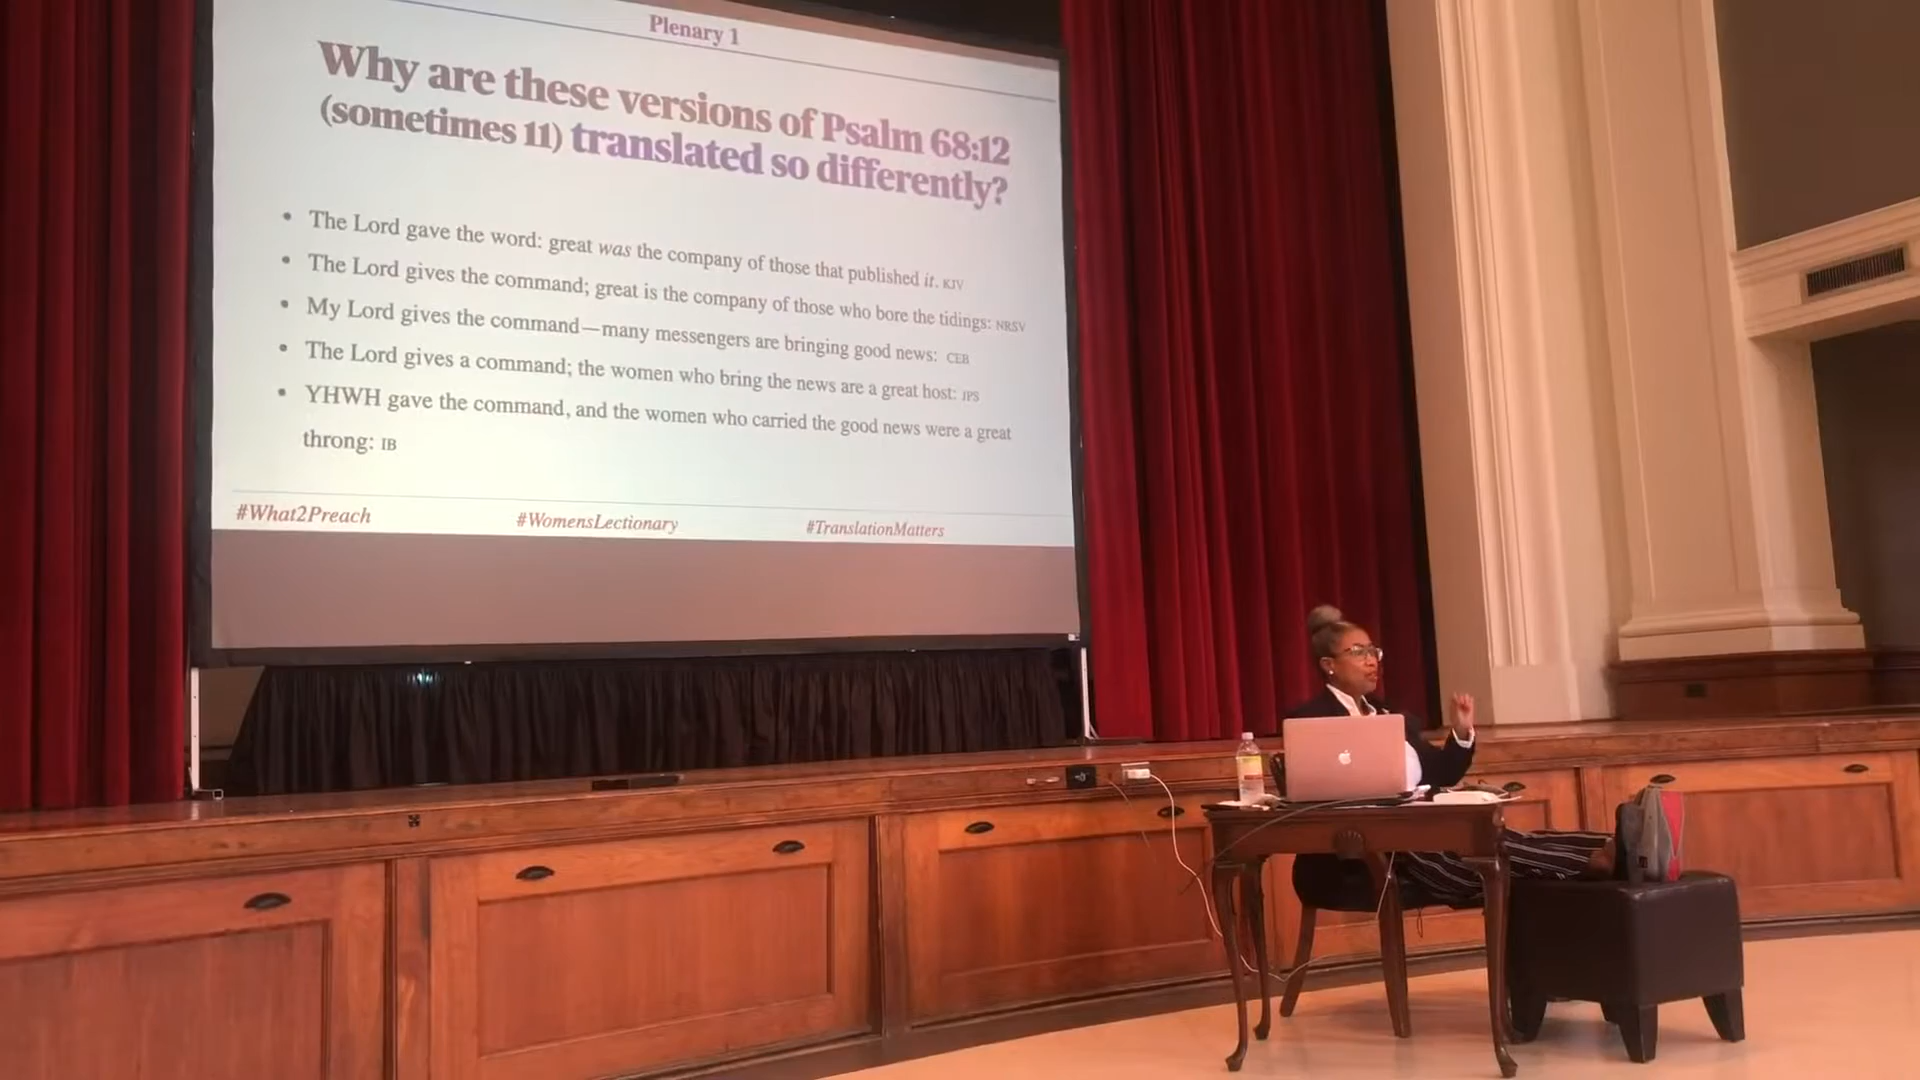 Plenary 1
Why are these versions of Psalm 68:12
(sometimes 11) translated so differently?
• The Lord gave the word: great was the company of those that published it. KJV
• The Lord gives the command; great is the company of those who bore the tidings: NRSV
• My Lord gives the command—many messengers are bringing good news: CEB
• The Lord gives a command; the women who bring the news are a great host: JPS
• YHWH gave the command, and the women who carried the good news were a great
throng: IB
#What2Preach #WomensLectionary #TranslationMatters